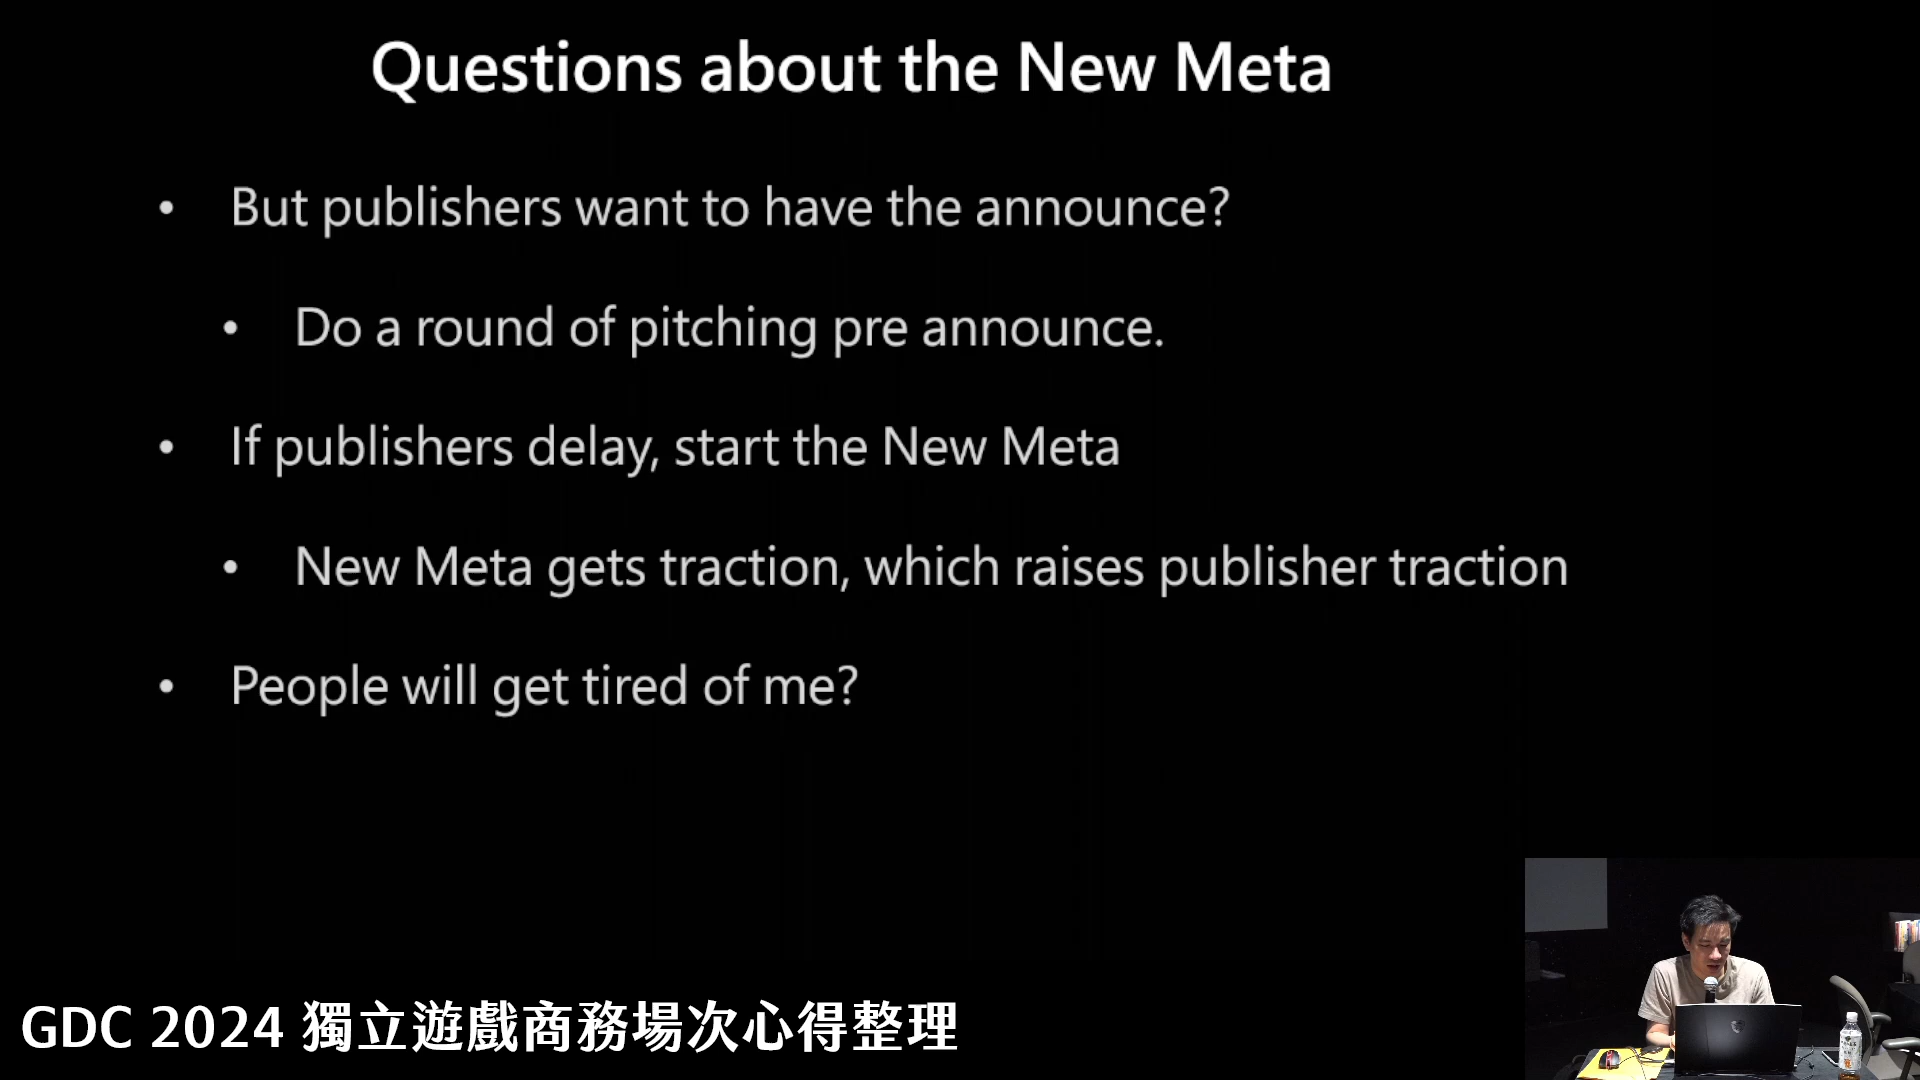 Questions about the New Meta
• But publishers want to have the announce?
• Do a round of pitching pre announce.
• If publishers delay, start the New Meta
• New Meta gets traction, which raises publisher traction
• People will get tired of me?
GDC 2024 獨立遊戲商務場次心得整理